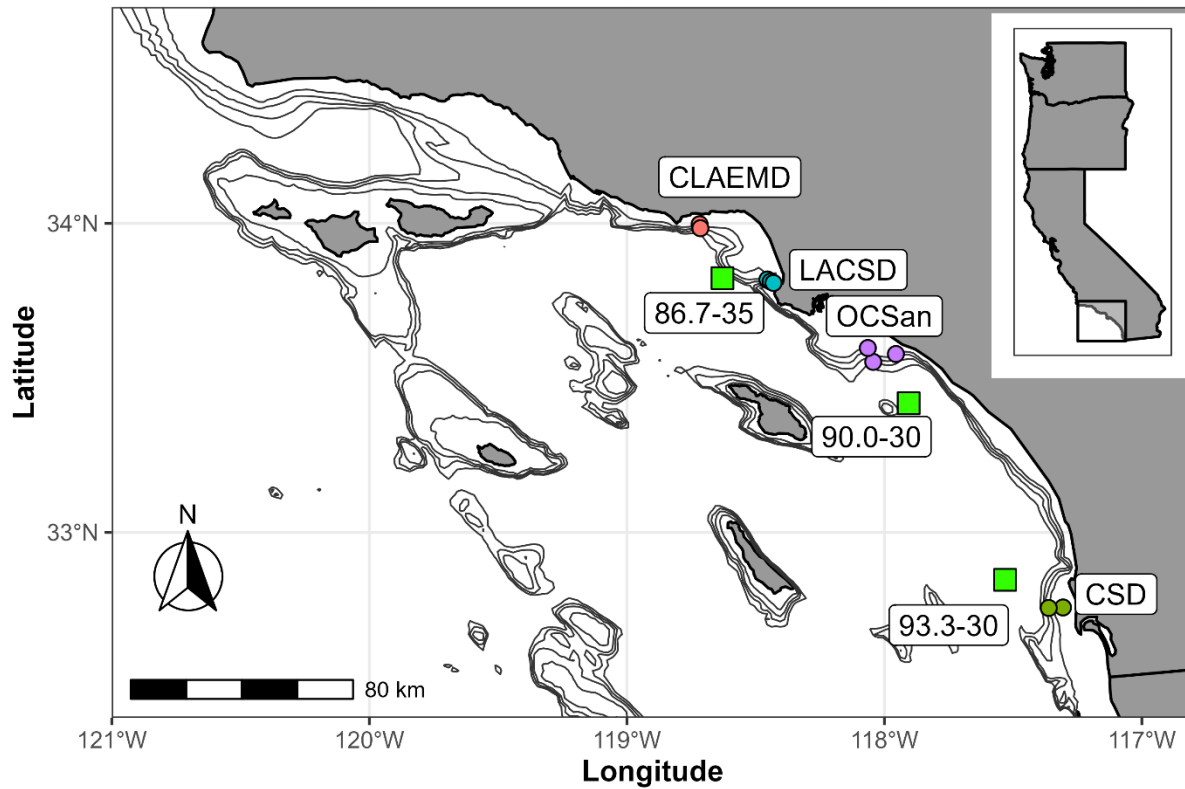 CLAEMD
34°N
LACSD
86.7-35
OCSan
90.0-30
33°N
N
CSD
93.3-30
80 km
121°W
120°W
119°W
118°W
117°W
Latitude
Longitude